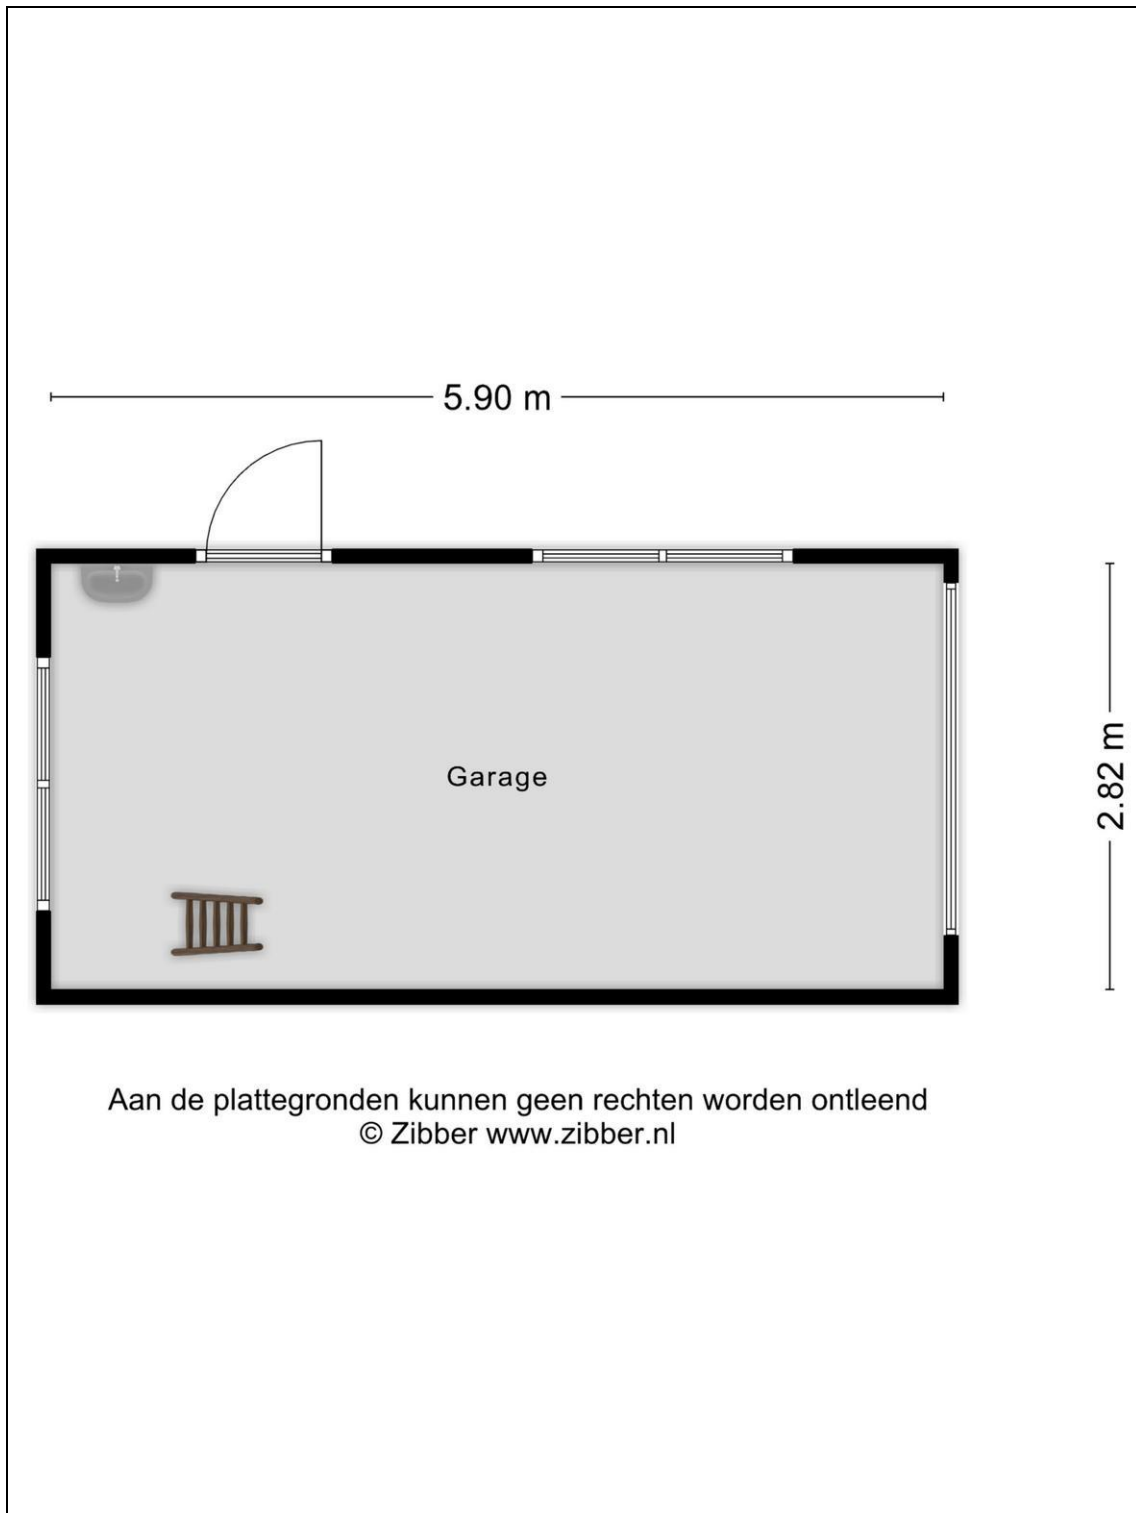 5.90 m
Garage
2.82 m
Aan de plattegronden kunnen geen rechten worden ontleend
© Zibber www.zibber.nl